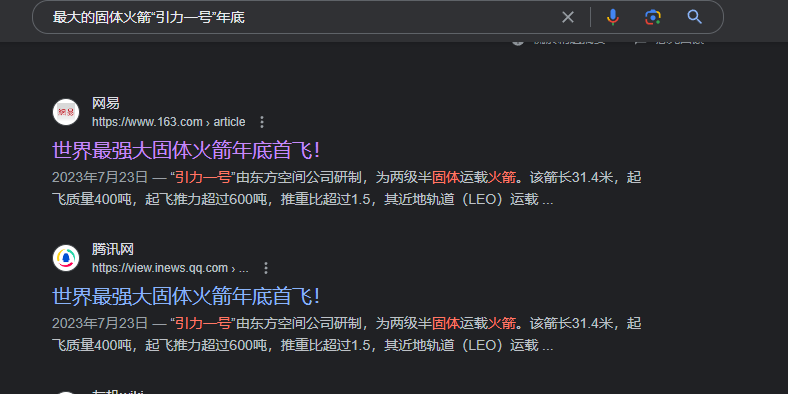 最大的固体火箭“引力一号”年底
网易
https://www.163.com › article
世界最强大固体火箭年底首飞！
2023年7月23日 — “引力一号”由东方空间公司研制，为两级半固体运载火箭。该箭长31.4米，起
飞质量400吨，起飞推力超过600吨，推重比超过1.5，其近地轨道（LEO）运载 ...
腾讯网
https://view.inews.qq.com › ...
世界最强大固体火箭年底首飞！
2023年7月23日 — “引力一号”由东方空间公司研制，为两级半固体运载火箭。该箭长31.4米，起
飞质量400吨，起飞推力超过600吨，推重比超过1.5，其近地轨道（LEO）运载 ...